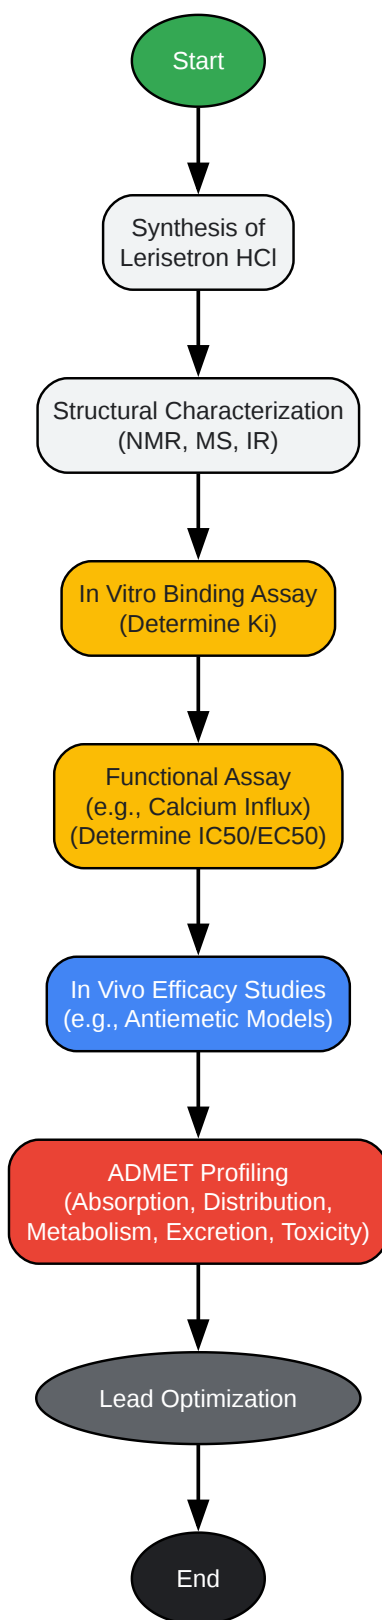 Start
Synthesis of
Lerisetron HCl
Structural Characterization
(NMR, MS, IR)
In Vitro Binding Assay
(Determine Ki)
Functional Assay
(e.g., Calcium Influx)
(Determine IC50/EC50)
In Vivo Efficacy Studies
(e.g., Antiemetic Models)
ADMET Profiling
(Absorption, Distribution,
Metabolism, Excretion, Toxicity)
Lead Optimization
End